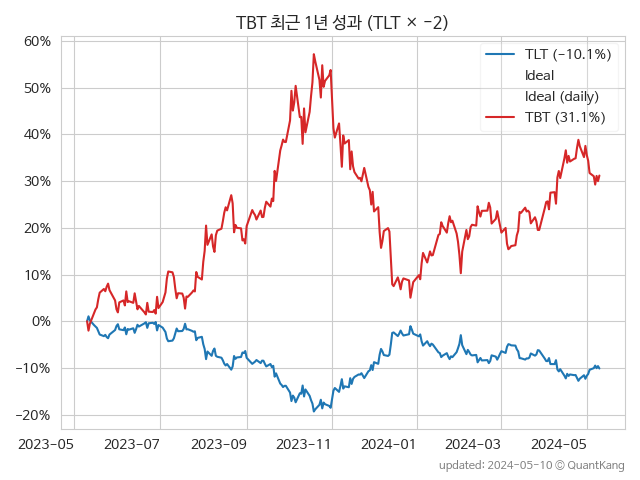 TBT 최근 1년 성과 (TLT × −2)
60%
50%
40%
30%
20%
10%
0%
−10%
−20%
TLT (−10.1%)
Ideal
Ideal (daily)
TBT (31.1%)
2023−05
2023−07
2023−09
2023−11
2024−01
2024−03
2024−05
updated: 2024-05-10 © QuantKang